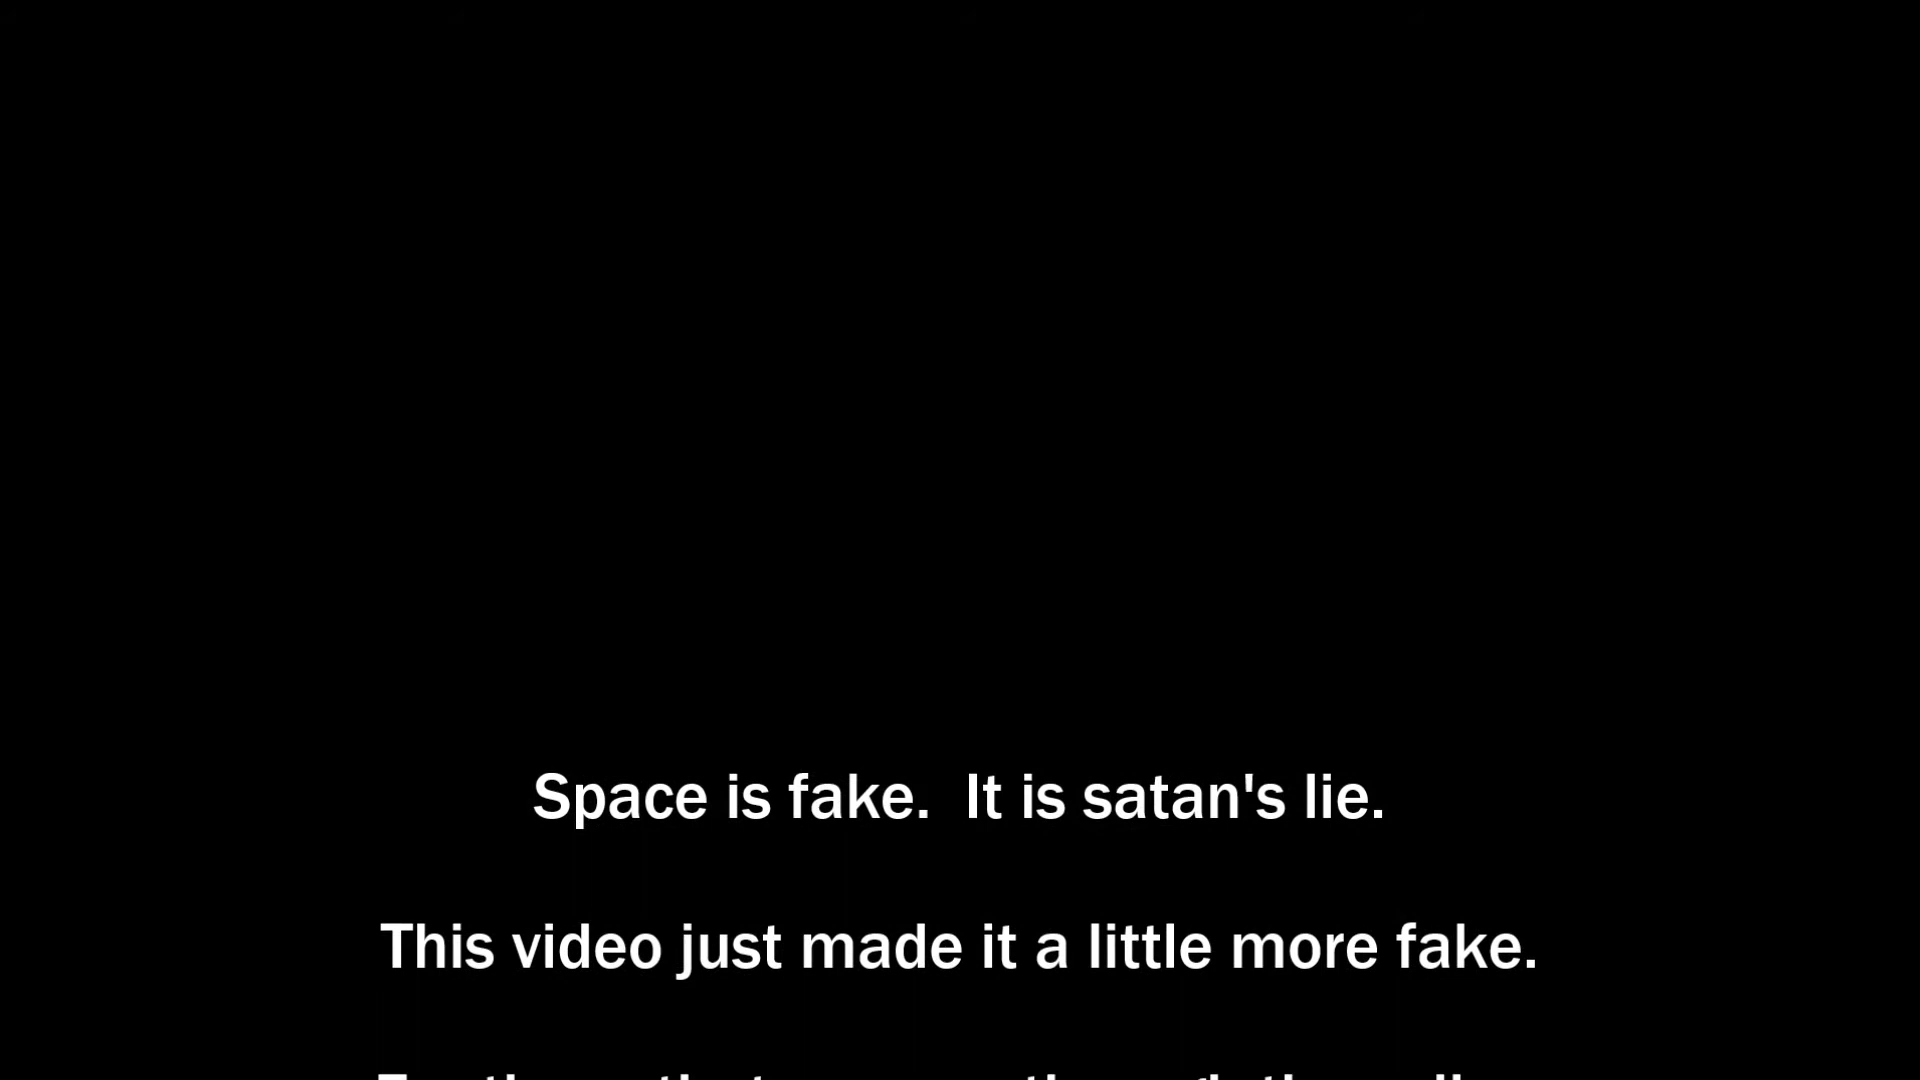 Space is fake.  It is satan's lie.
This video just made it a little more fake.